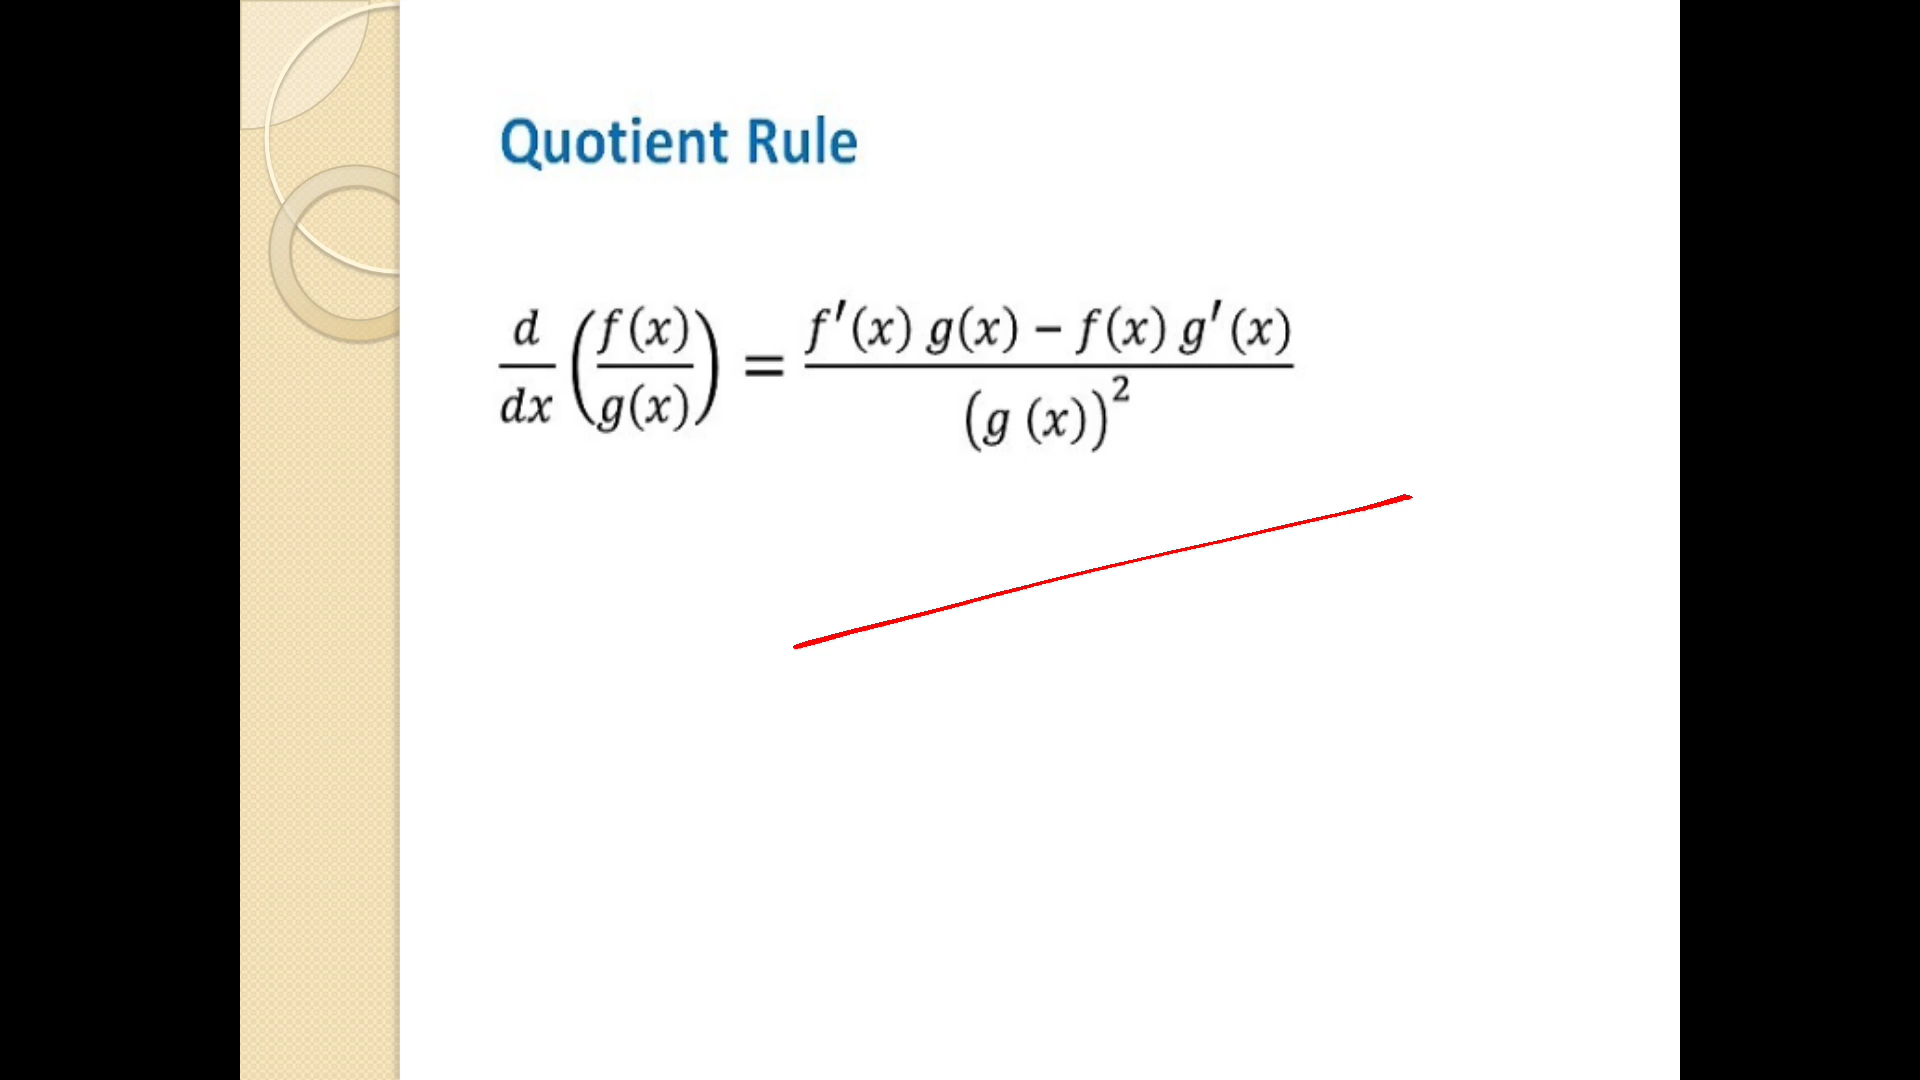 Quotient Rule
d/dx (f(x)/g(x)) = (f′(x) g(x) − f(x) g′(x))/(g (x))²